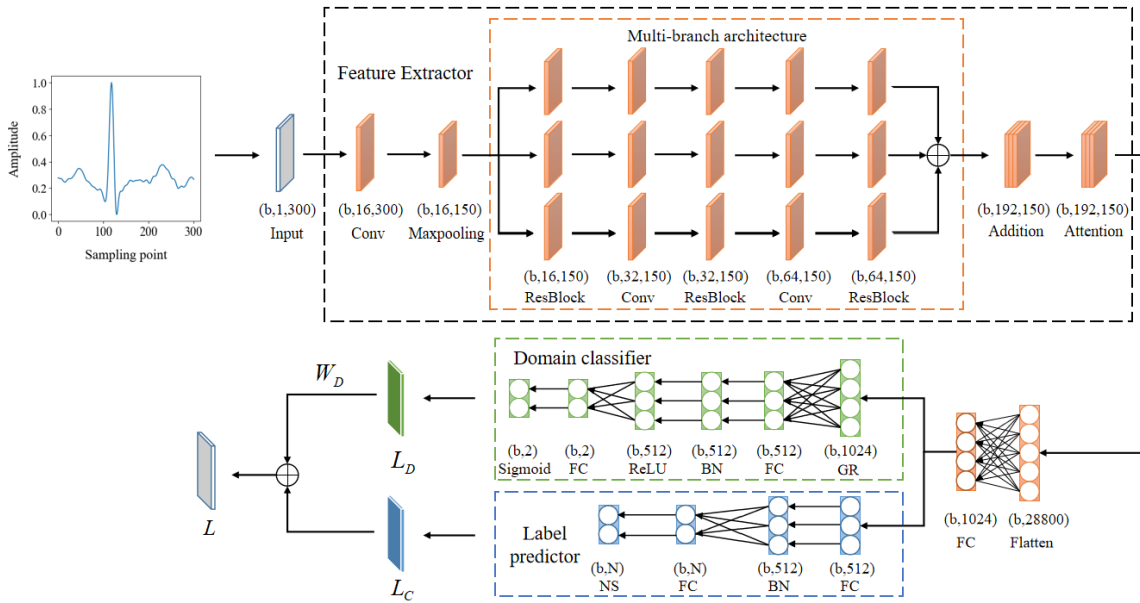 Multi-branch architecture
Feature Extractor
Amplitude
1.0
0.8
0.6
0.4
0.2
0.0
0
100
200
300
Sampling point
(b,1,300)
Input
(b,16,300)
Conv
(b,16,150)
Maxpooling
(b,16,150)
ResBlock
(b,32,150)
Conv
(b,32,150)
ResBlock
(b,64,150)
Conv
(b,64,150)
ResBlock
(b,192,150)
Addition
(b,192,150)
Attention
Domain classifier
(b,2)
Sigmoid
(b,2)
FC
(b,512)
ReLU
(b,512)
BN
(b,512)
FC
(b,1024)
GR
(b,1024)
FC
(b,28800)
Flatten
W_D
L_D
L
L_C
Label
predictor
(b,N)
NS
(b,N)
FC
(b,512)
BN
(b,512)
FC